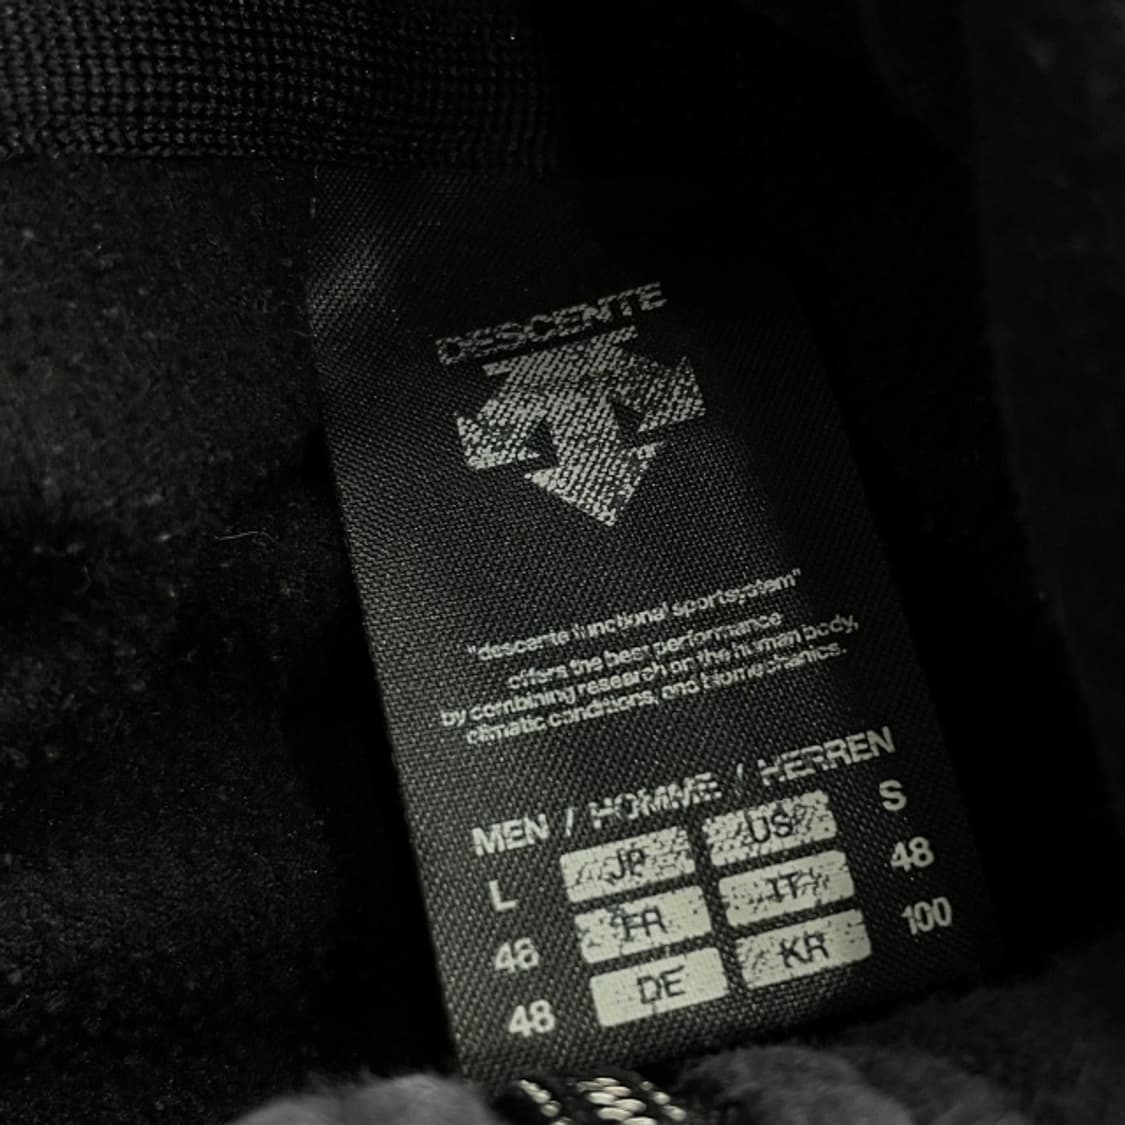 DESCENTE
"descente functional sportsystem"
offers the best performance
by combining research on the human body,
climatic conditions, and biomechanics.
MEN / HOMME / HERREN
L JP US S
48 FR IT 48
48 DE KR 100